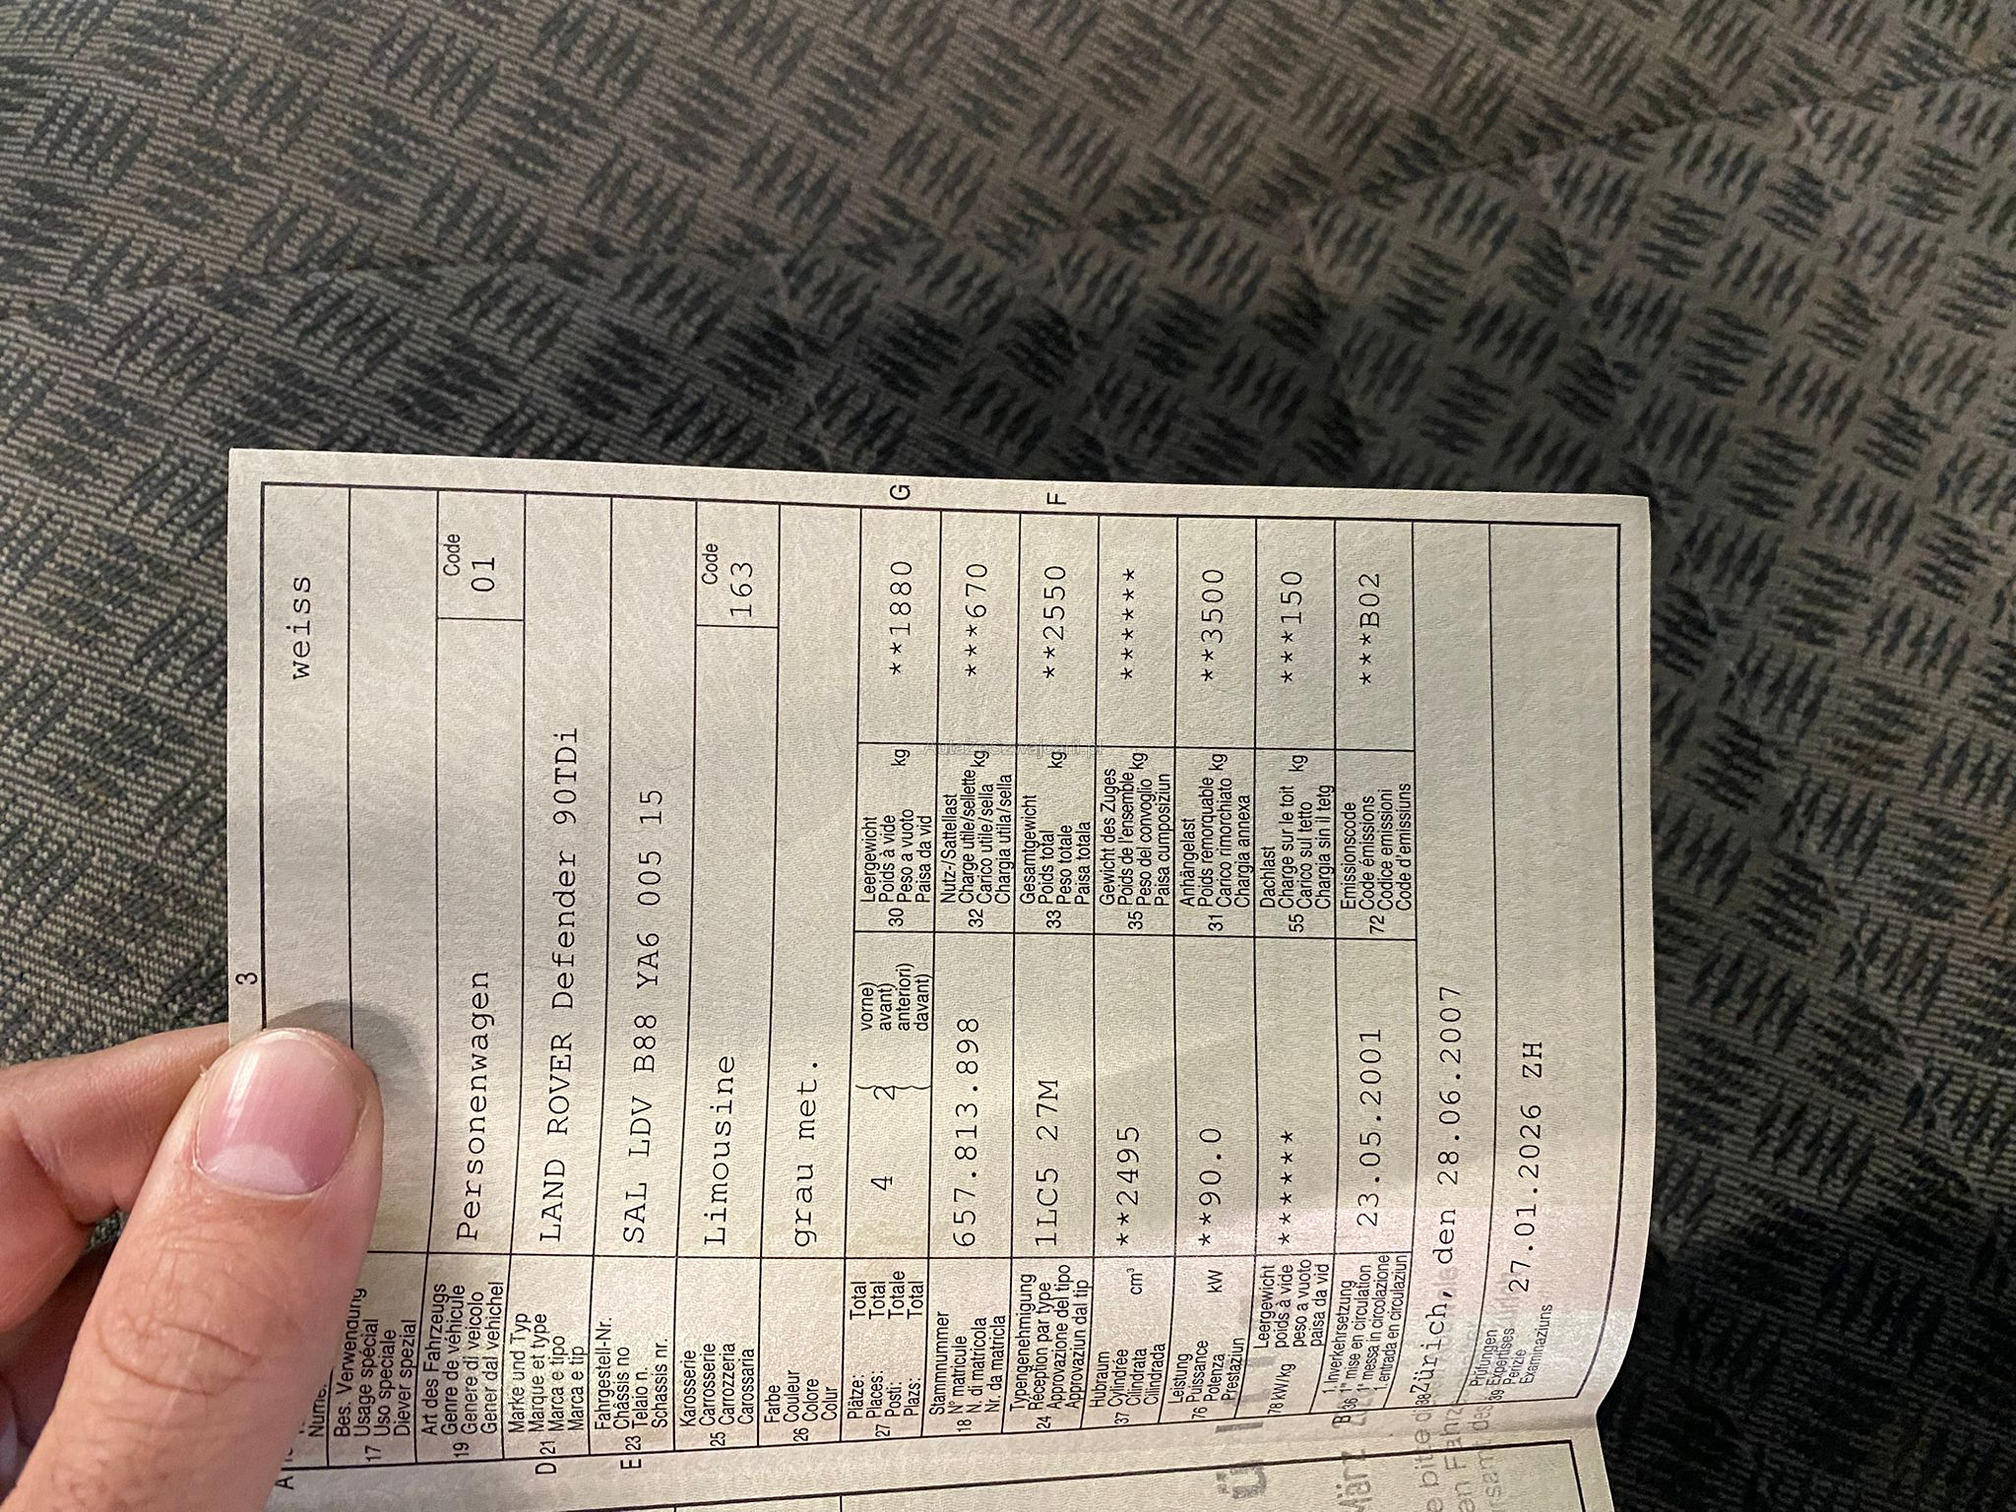 3
A
weiss
Bes. Verwendung
17 Usage spécial
Uso speciale
Diever spezial
Art des Fahrzeugs
19 Genre de véhicule
Genere di veicolo
Gener dal vehichel
Personenwagen
Code
01
Marke und Typ
D 21 Marque et type
Marca e tipo
Marca e tip
LAND ROVER Defender 90TDi
Fahrgestell-Nr.
E 23 Châssis no
Telaio n.
Schassis nr.
SAL LDV B88 YA6 005 15
Karosserie
25 Carrosserie
Carrozzeria
Carossaria
Limousine
Code
163
Farbe
26 Couleur
Colore
Colur
grau met.
Plätze: Total
27 Places: Total
Posti: Totale
Plazs: Total
4 2
vorne)
avant)
anteriori)
davant)
Leergewicht
30 Poids à vide
Peso a vuoto
Paisa da vid
kg
**1880
G
Stammnummer
18 N° matricule
N. di matricola
Nr. da matricla
657.813.898
Nutz-/Sattellast
32 Charge utile/sellette
Carico utile/sella
Chargia utila/sella
kg
***670
Typengenehmigung
24 Réception par type
Approvazione del tipo
Approvaziun dal tip
1LC5 27M
Gesamtgewicht
33 Poids total
Peso totale
Paisa totala
kg
**2550
F
Hubraum
37 Cylindrée
Cilindrata
Cilindrada
cm³
**2495
Gewicht des Zuges
35 Poids de l'ensemble
Peso del convoglio
Paisa cumposiziun
kg
******
Leistung
76 Puissance
Potenza
Prestaziun
kW
**90.0
Anhängelast
31 Poids remorquable
Carico rimorchiato
Chargia annexa
kg
**3500
78 kW/kg
Leergewicht
poids à vide
peso a vuoto
paisa da vid
******
Dachlast
55 Charge sur le toit
Carico sul tetto
Chargia sin il tetg
kg
***150
1. Inverkehrsetzung
B 36 1re mise en circulation
1a messa in circolazione
1. entrada en circulaziun
23.05.2001
Emissionscode
72 Code émissions
Codice emissioni
Code d'emissiuns
***B02
38 Zürich, den 28.06.2007
Prüfungen
39 Expertises
Perizie
Examinaziuns
27.01.2026 ZH
März